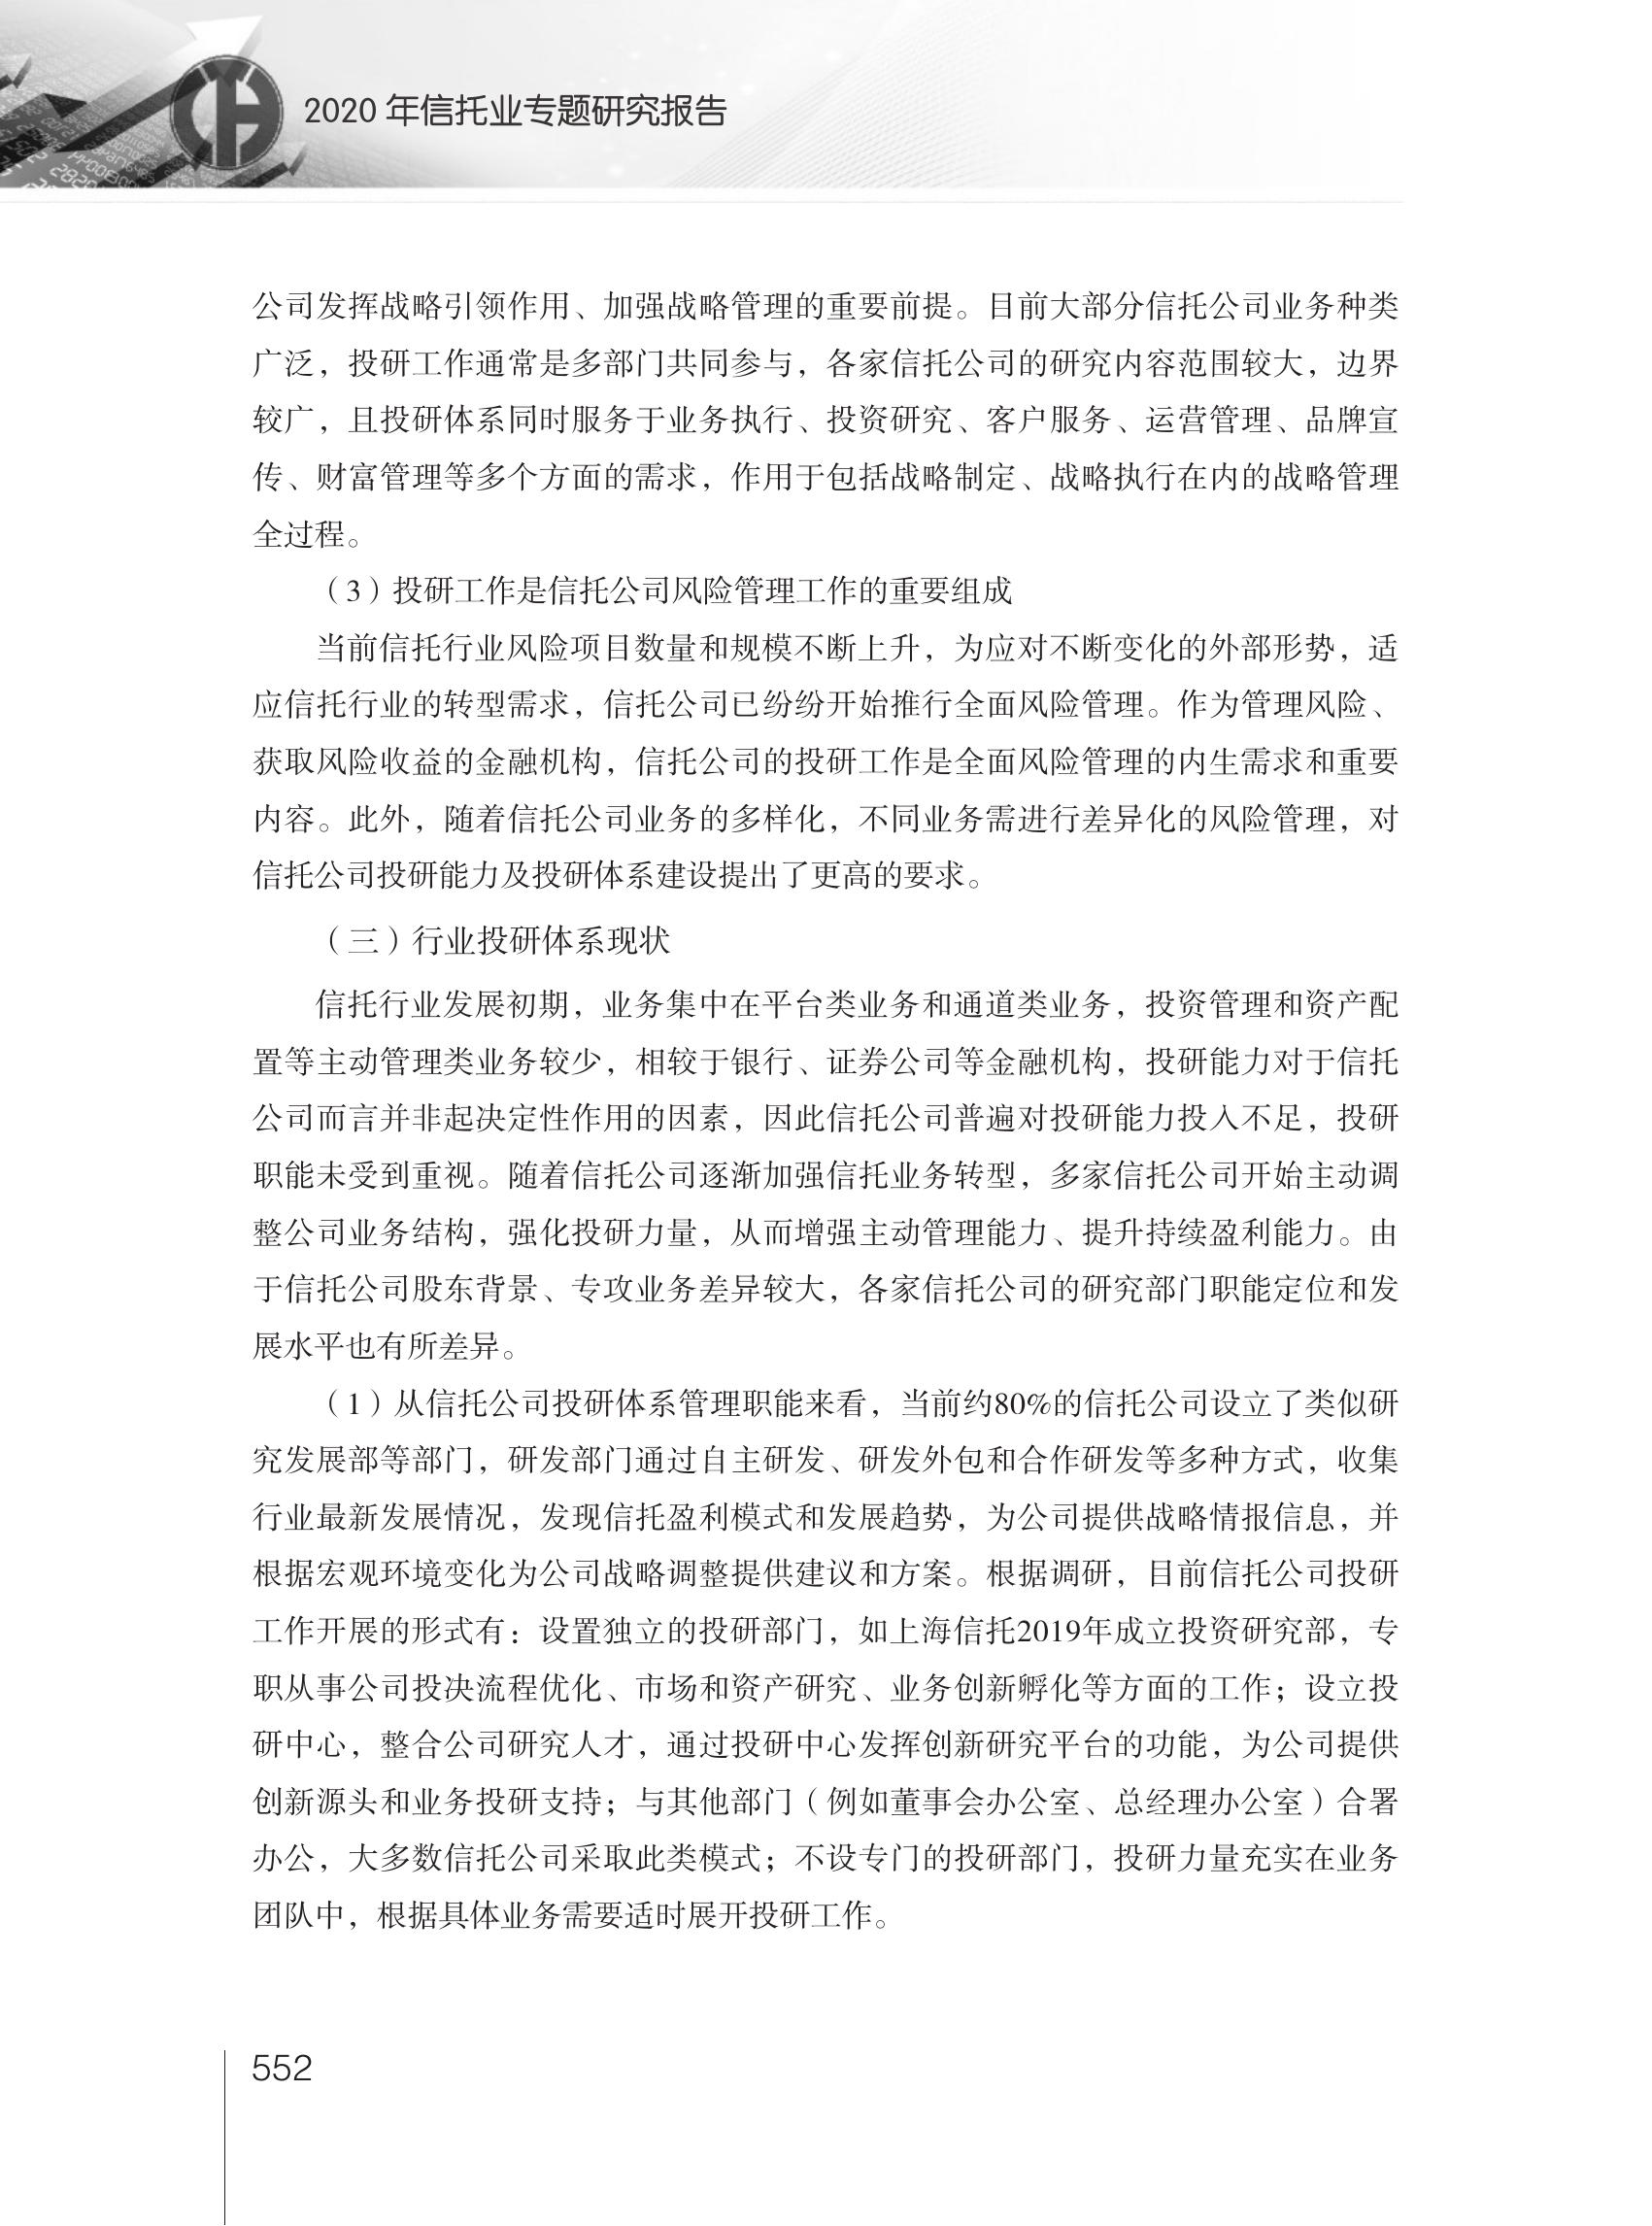 2020 年信托业专题研究报告
公司发挥战略引领作用、加强战略管理的重要前提。目前大部分信托公司业务种类
广泛，投研工作通常是多部门共同参与，各家信托公司的研究内容范围较大，边界
较广，且投研体系同时服务于业务执行、投资研究、客户服务、运营管理、品牌宣
传、财富管理等多个方面的需求，作用于包括战略制定、战略执行在内的战略管理
全过程。
（3）投研工作是信托公司风险管理工作的重要组成
当前信托行业风险项目数量和规模不断上升，为应对不断变化的外部形势，适
应信托行业的转型需求，信托公司已纷纷开始推行全面风险管理。作为管理风险、
获取风险收益的金融机构，信托公司的投研工作是全面风险管理的内生需求和重要
内容。此外，随着信托公司业务的多样化，不同业务需进行差异化的风险管理，对
信托公司投研能力及投研体系建设提出了更高的要求。
（三）行业投研体系现状
信托行业发展初期，业务集中在平台类业务和通道类业务，投资管理和资产配
置等主动管理类业务较少，相较于银行、证券公司等金融机构，投研能力对于信托
公司而言并非起决定性作用的因素，因此信托公司普遍对投研能力投入不足，投研
职能未受到重视。随着信托公司逐渐加强信托业务转型，多家信托公司开始主动调
整公司业务结构，强化投研力量，从而增强主动管理能力、提升持续盈利能力。由
于信托公司股东背景、专攻业务差异较大，各家信托公司的研究部门职能定位和发
展水平也有所差异。
（1）从信托公司投研体系管理职能来看，当前约80%的信托公司设立了类似研
究发展部等部门，研发部门通过自主研发、研发外包和合作研发等多种方式，收集
行业最新发展情况，发现信托盈利模式和发展趋势，为公司提供战略情报信息，并
根据宏观环境变化为公司战略调整提供建议和方案。根据调研，目前信托公司投研
工作开展的形式有：设置独立的投研部门，如上海信托2019年成立投资研究部，专
职从事公司投决流程优化、市场和资产研究、业务创新孵化等方面的工作；设立投
研中心，整合公司研究人才，通过投研中心发挥创新研究平台的功能，为公司提供
创新源头和业务投研支持；与其他部门（例如董事会办公室、总经理办公室）合署
办公，大多数信托公司采取此类模式；不设专门的投研部门，投研力量充实在业务
团队中，根据具体业务需要适时展开投研工作。
552